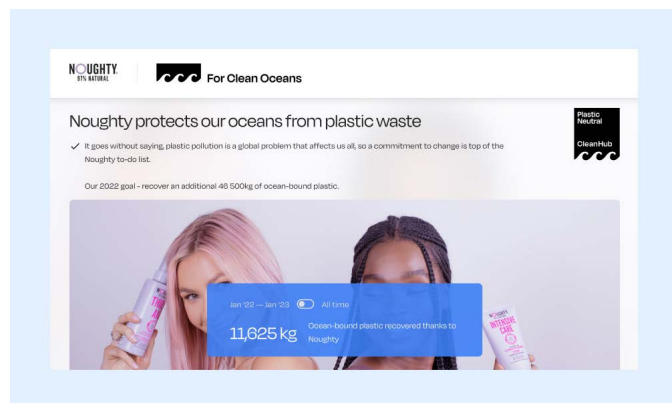 NOUGHTY.
97% NATURAL
For Clean Oceans
Noughty protects our oceans from plastic waste
Plastic
Neutral
CleanHub
It goes without saying, plastic pollution is a global problem that affects us all, so a commitment to change is top of the
Noughty to-do list.
Our 2022 goal - recover an additional 46 500kg of ocean-bound plastic.
Jan '22 — Jan '23 All time
11,625 kg
Ocean-bound plastic recovered thanks to
Noughty
NOUGHTY
INTENSIVE
CARE